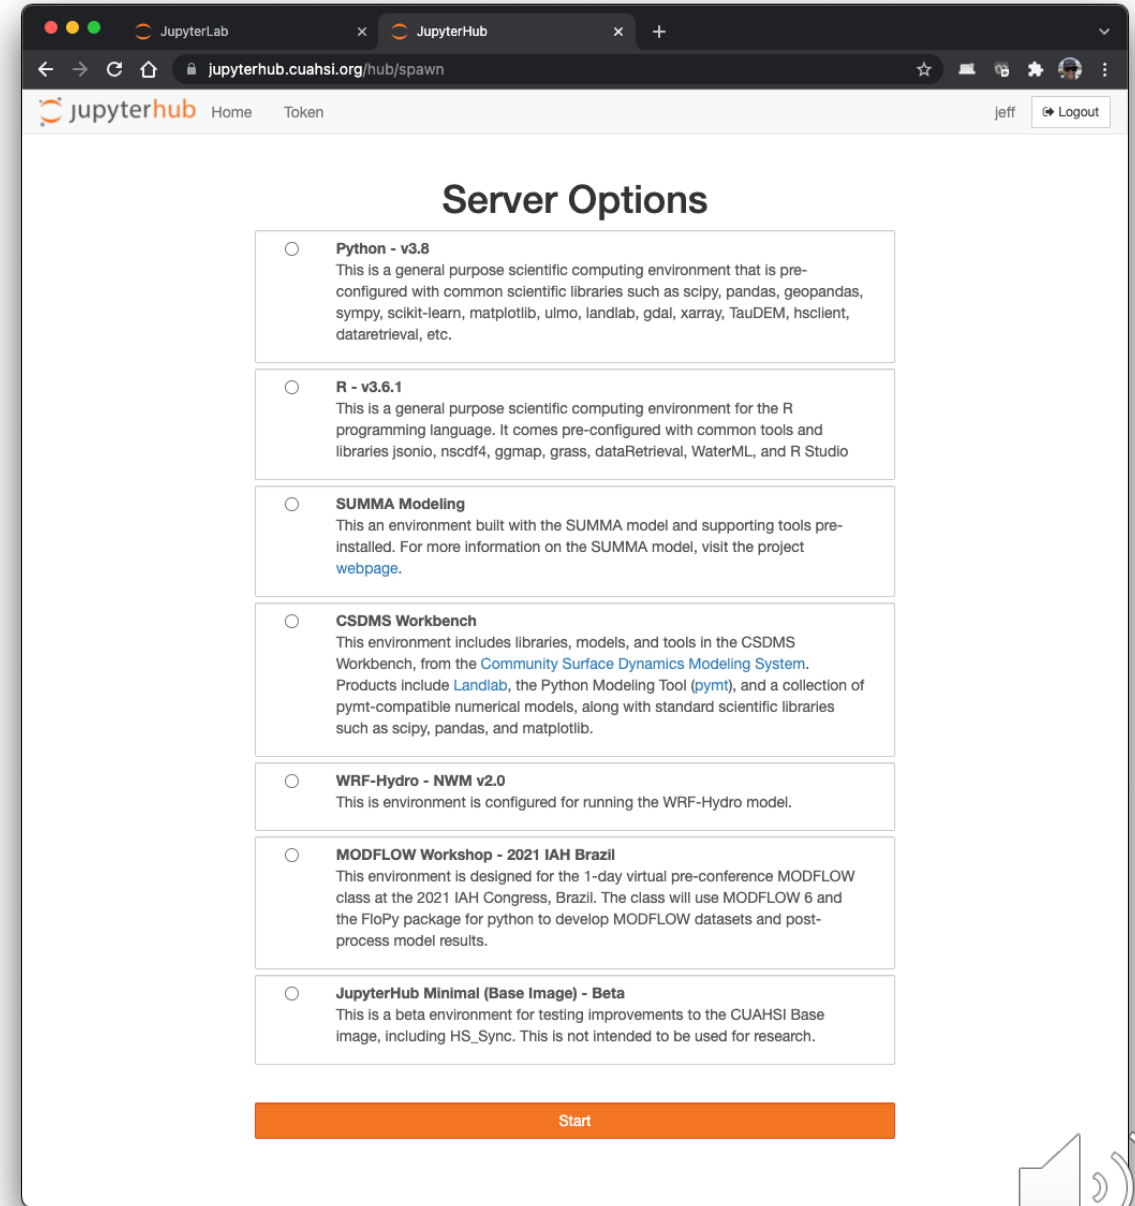 JupyterLab
JupyterHub
jupyterhub.cuahsi.org/hub/spawn
jupyterhub Home Token jeff Logout
Server Options
Python - v3.8
This is a general purpose scientific computing environment that is pre-
configured with common scientific libraries such as scipy, pandas, geopandas,
sympy, scikit-learn, matplotlib, ulmo, landlab, gdal, xarray, TauDEM, hsclient,
dataretrieval, etc.
R - v3.6.1
This is a general purpose scientific computing environment for the R
programming language. It comes pre-configured with common tools and
libraries jsonio, nscdf4, ggmap, grass, dataRetrieval, WaterML, and R Studio
SUMMA Modeling
This an environment built with the SUMMA model and supporting tools pre-
installed. For more information on the SUMMA model, visit the project
webpage.
CSDMS Workbench
This environment includes libraries, models, and tools in the CSDMS
Workbench, from the Community Surface Dynamics Modeling System.
Products include Landlab, the Python Modeling Tool (pymt), and a collection of
pymt-compatible numerical models, along with standard scientific libraries
such as scipy, pandas, and matplotlib.
WRF-Hydro - NWM v2.0
This is environment is configured for running the WRF-Hydro model.
MODFLOW Workshop - 2021 IAH Brazil
This environment is designed for the 1-day virtual pre-conference MODFLOW
class at the 2021 IAH Congress, Brazil. The class will use MODFLOW 6 and
the FloPy package for python to develop MODFLOW datasets and post-
process model results.
JupyterHub Minimal (Base Image) - Beta
This is a beta environment for testing improvements to the CUAHSI Base
image, including HS_Sync. This is not intended to be used for research.
Start